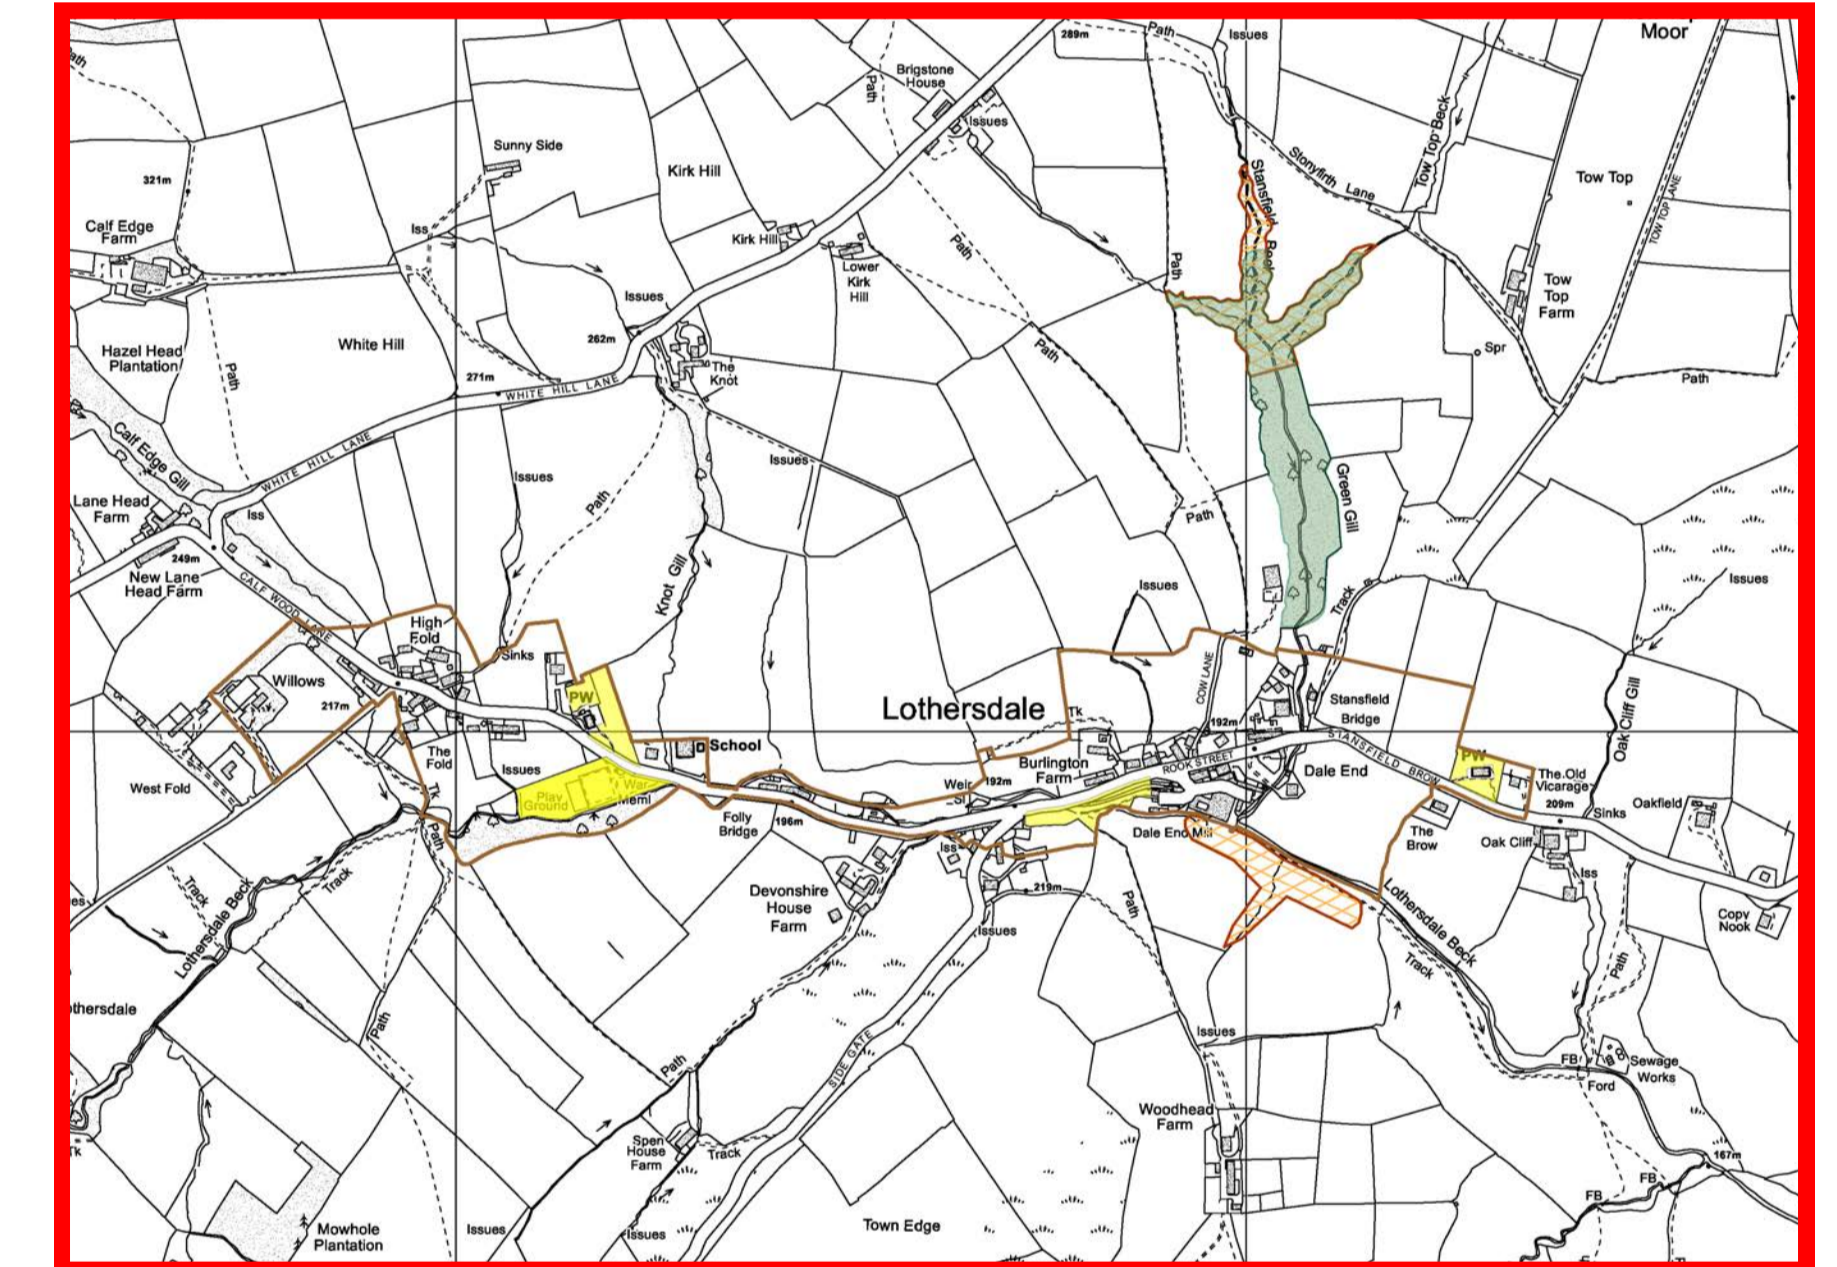 Moor
289m
Path
Issues
Path
Brigstone
House
Issues
Tow Top Beck
Stonyfirth Lane
Tow Top
TOW TOP LANE
Sunny Side
Kirk Hill
321m
Calf Edge
Farm
Iss
Kirk Hill
Lower
Kirk
Hill
Path
Path
Stansfield
Beck
Tow
Top
Farm
Issues
262m
White Hill
Hazel Head
Plantation
Path
271m
WHITE HILL LANE
The
Knot
Path
Spr
Path
Calf Edge Gill
WHITE HILL LANE
Issues
Issues
Path
Path
Green Gill
Lane Head
Farm
Iss
249m
New Lane
Head Farm
CALF WOOD LANE
Knot Gill
Issues
Track
Issues
High
Fold
Sinks
Willows
217m
PW
Lothersdale
Tk
COW LANE
192m
Stansfield
Bridge
Oak Cliff Gill
School
The
Fold
Issues
West Fold
Tk
Play
Ground
War
Meml
Weir
192m
Sl
Burlington
Farm
ROOK STREET
Dale End
STANSFIELD BROW
PW
The Old
Vicarage
209m
Sinks
Oakfield
Folly
Bridge
196m
Path
Iss
Dale End Mill
The
Brow
Oak Cliff
Iss
Track
Track
Lothersdale Beck
Devonshire
House
Farm
219m
Issues
Path
Lothersdale Beck
Track
Copy
Nook
Path
othersdale
Path
Path
SIDE GATE
Issues
FB
Sewage
Works
Ford
Woodhead
Farm
Tk
Spen
House
Farm
Track
167m
FB
FB
Mowhole
Plantation
Issues
Issues
Town Edge